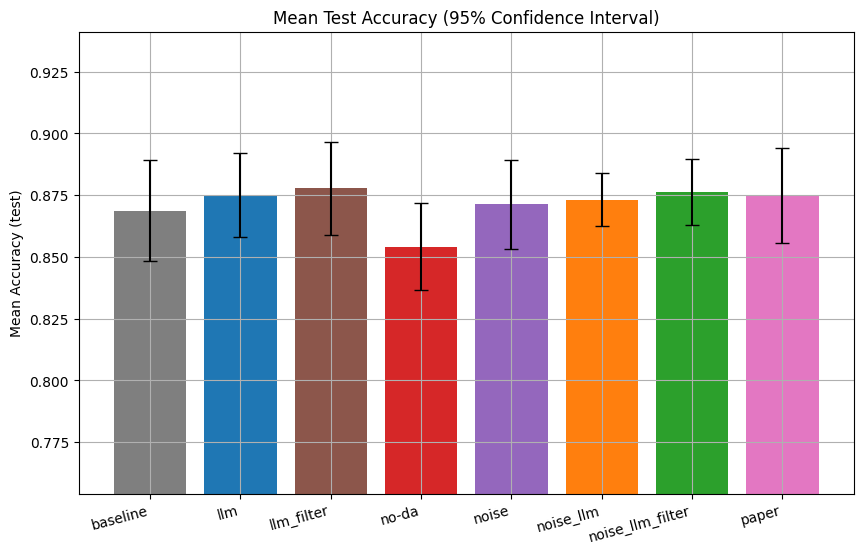 Mean Test Accuracy (95% Confidence Interval)
Mean Accuracy (test)
0.925
0.900
0.875
0.850
0.825
0.800
0.775
baseline
llm
llm_filter
no-da
noise
noise_llm
noise_llm_filter
paper